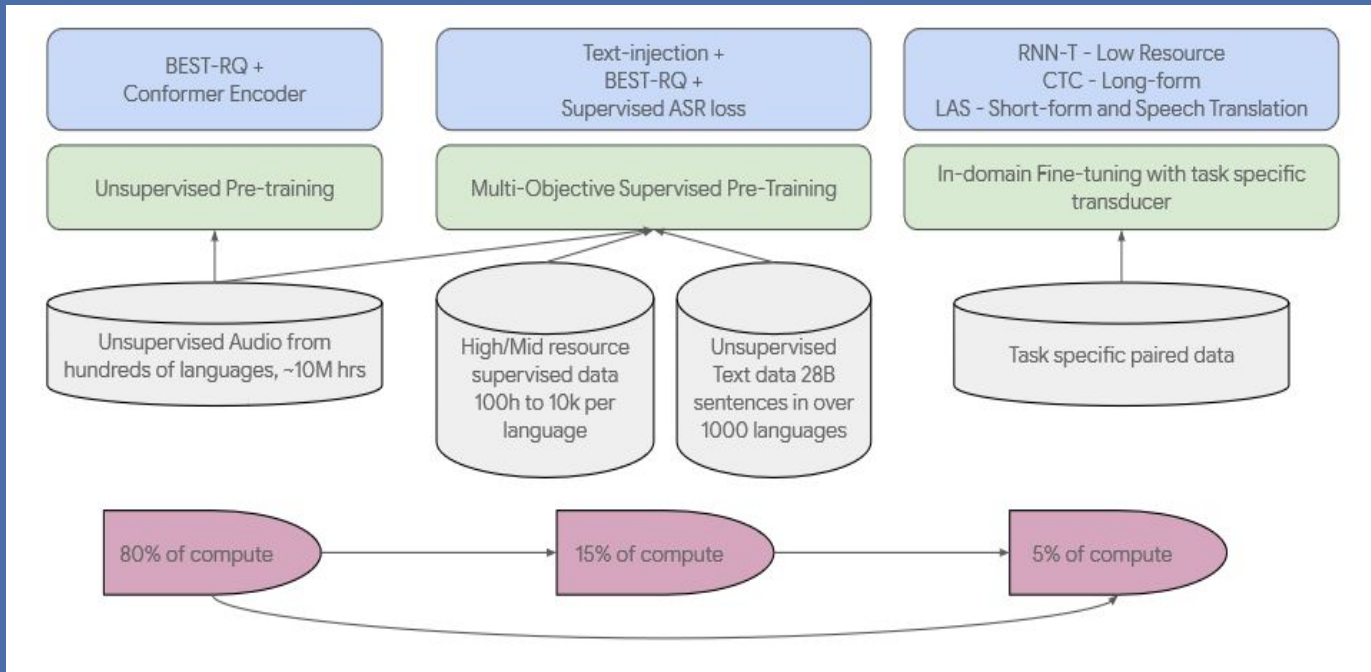 BEST-RQ +
Conformer Encoder
Text-injection +
BEST-RQ +
Supervised ASR loss
RNN-T - Low Resource
CTC - Long-form
LAS - Short-form and Speech Translation
Unsupervised Pre-training
Multi-Objective Supervised Pre-Training
In-domain Fine-tuning with task specific
transducer
Unsupervised Audio from
hundreds of languages, ~10M hrs
High/Mid resource
supervised data
100h to 10k per
language
Unsupervised
Text data 28B
sentences in over
1000 languages
Task specific paired data
80% of compute
15% of compute
5% of compute